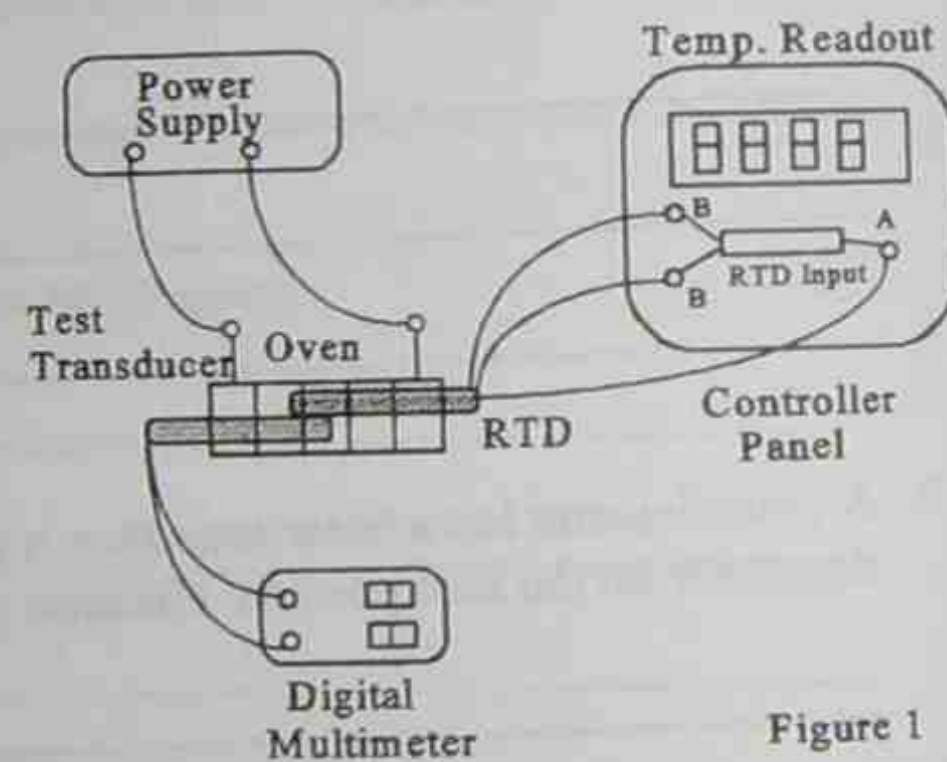 Temp. Readout
Power
Supply
B
A
RTD Input
B
Test
Transducer
Oven
RTD
Controller
Panel
Digital
Multimeter
Figure 1